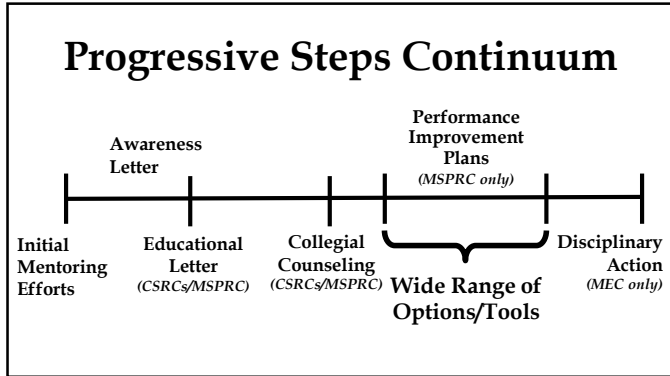 Progressive Steps Continuum
Awareness
Letter
Performance
Improvement
Plans
(MSPRC only)
Initial
Mentoring
Efforts
Educational
Letter
(CSRCs/MSPRC)
Collegial
Counseling
(CSRCs/MSPRC)
Wide Range of
Options/Tools
Disciplinary
Action
(MEC only)